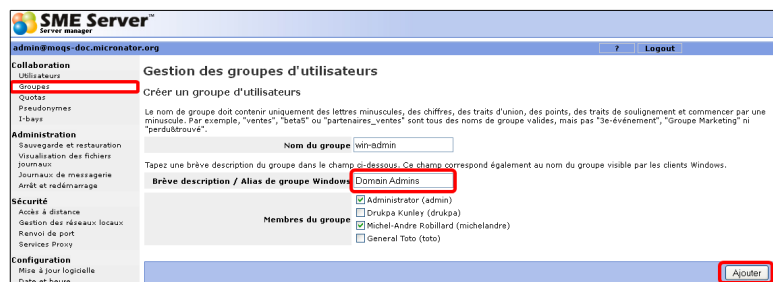 SME Server™
Server manager
admin@moqs-doc.micronator.org
? Logout
Collaboration
Utilisateurs
Groupes
Quotas
Pseudonymes
I-bays
Administration
Sauvegarde et restauration
Visualisation des fichiers
journaux
Journaux de messagerie
Arrêt et redémarrage
Sécurité
Accès à distance
Gestion des réseaux locaux
Renvoi de port
Services Proxy
Configuration
Mise à jour logicielle
Date et heure
Gestion des groupes d'utilisateurs
Créer un groupe d'utilisateurs
Le nom de groupe doit contenir uniquement des lettres minuscules, des chiffres, des traits d'union, des points, des traits de soulignement et commencer par une
minuscule. Par exemple, "ventes", "beta5" ou "partenaires_ventes" sont tous des noms de groupe valides, mais pas "3e-événement", "Groupe Marketing" ni
"perdu&trouvé".
Nom du groupe win-admin
Tapez une brève description du groupe dans le champ ci-dessous. Ce champ correspond également au nom du groupe visible par les clients Windows.
Brève description / Alias de groupe Windows Domain Admins
Membres du groupe
Administrator (admin)
Drukpa Kunley (drukpa)
Michel-Andre Robillard (michelandre)
General Toto (toto)
Ajouter